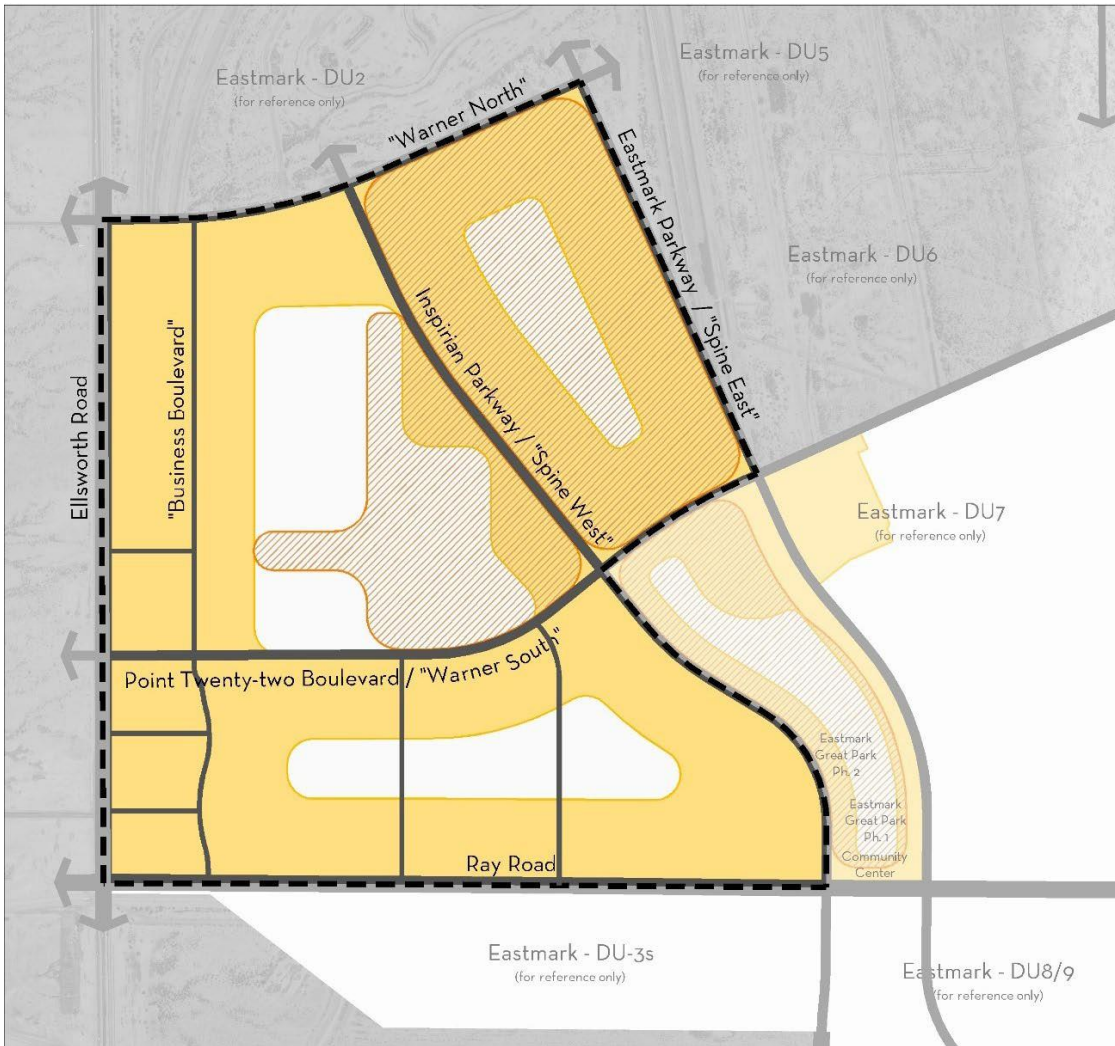 Eastmark - DU5
(for reference only)
Eastmark - DU2
(for reference only)
"Warner North"
Eastmark Parkway / "Spine East"
Eastmark - DU6
(for reference only)
Inspirian Parkway / "Spine West"
"Business Boulevard"
Ellsworth Road
Eastmark - DU7
(for reference only)
Point Twenty-two Boulevard / "Warner South"
Eastmark
Great Park
Ph. 2
Eastmark
Great Park
Ph. 1
Community
Center
Ray Road
Eastmark - DU-3s
(for reference only)
Eastmark - DU8/9
(for reference only)